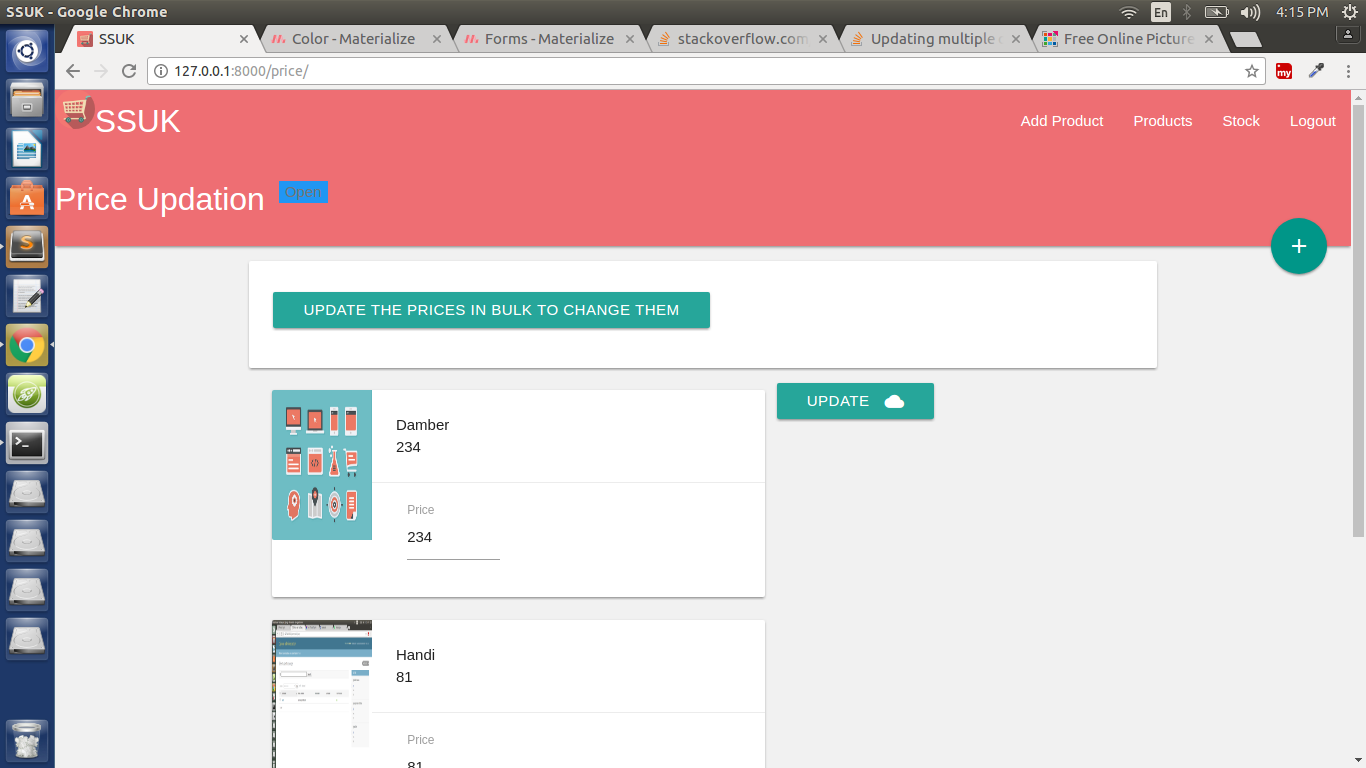 SSUK - Google Chrome
En
4:15 PM
SSUK
Color - Materialize
Forms - Materialize
stackoverflow.com
Updating multiple
Free Online Picture
127.0.0.1:8000/price/
my
SSUK
Add Product
Products
Stock
Logout
Price Updation
Open
+
UPDATE THE PRICES IN BULK TO CHANGE THEM
UPDATE
Damber
234
Price
234
Handi
81
Price
81